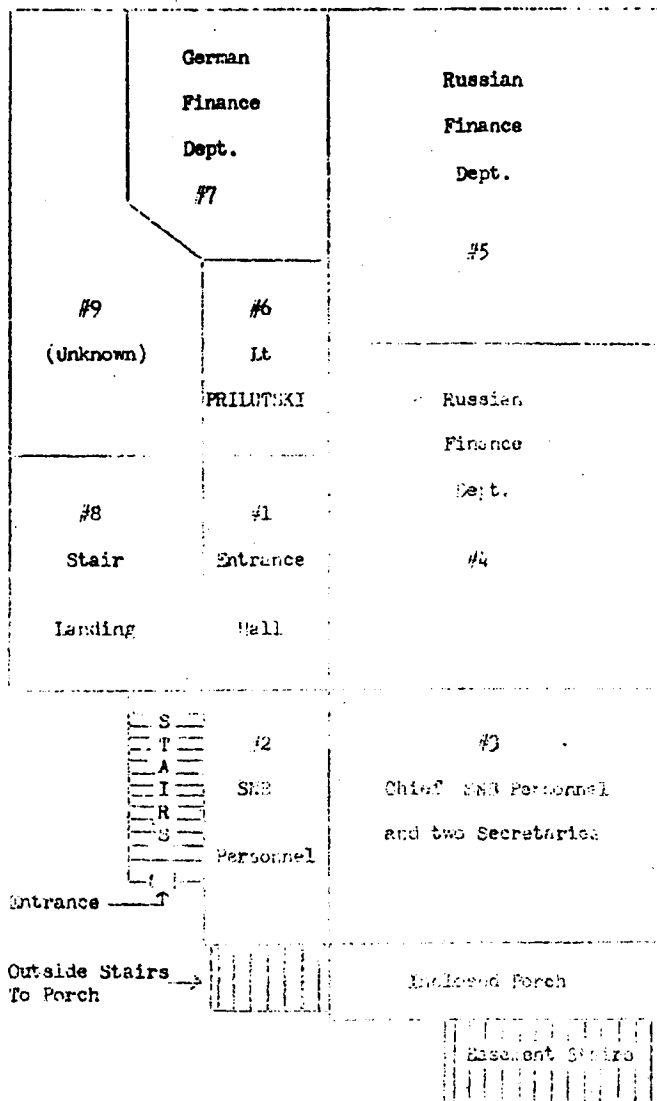 German
Finance
Dept.
#7
Russian
Finance
Dept.
#5
#9
(Unknown)
#6
Lt
PRILUTSKI
Russian
Finance
Dept.
#4
#8
Stair
Landing
#1
Entrance
Hall
STAIRS
#2
SNB
Personnel
#3
Chief SNB Personnel
and two Secretaries
Entrance
Outside Stairs
To Porch
Inclosed Porch
Basement Stairs